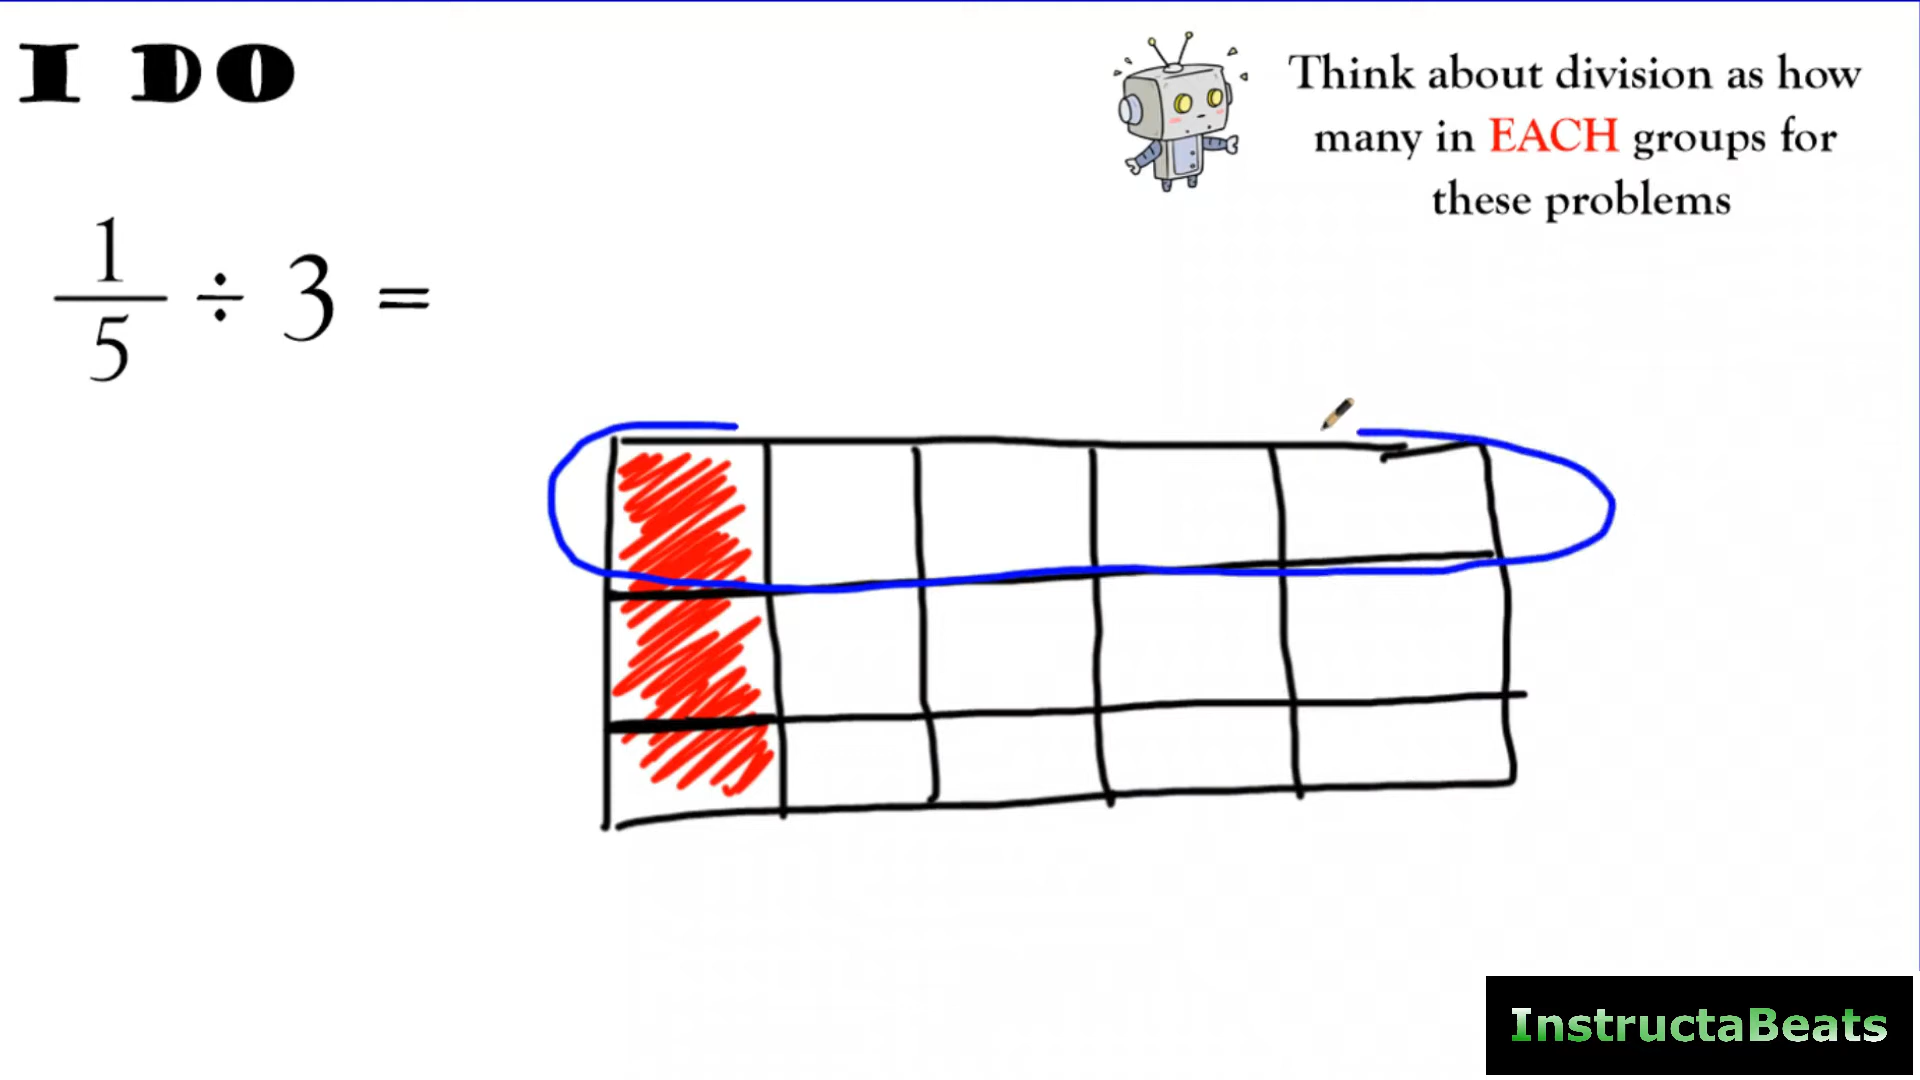 I DO
Think about division as how
many in EACH groups for
these problems
1/5 ÷ 3 =
InstructaBeats